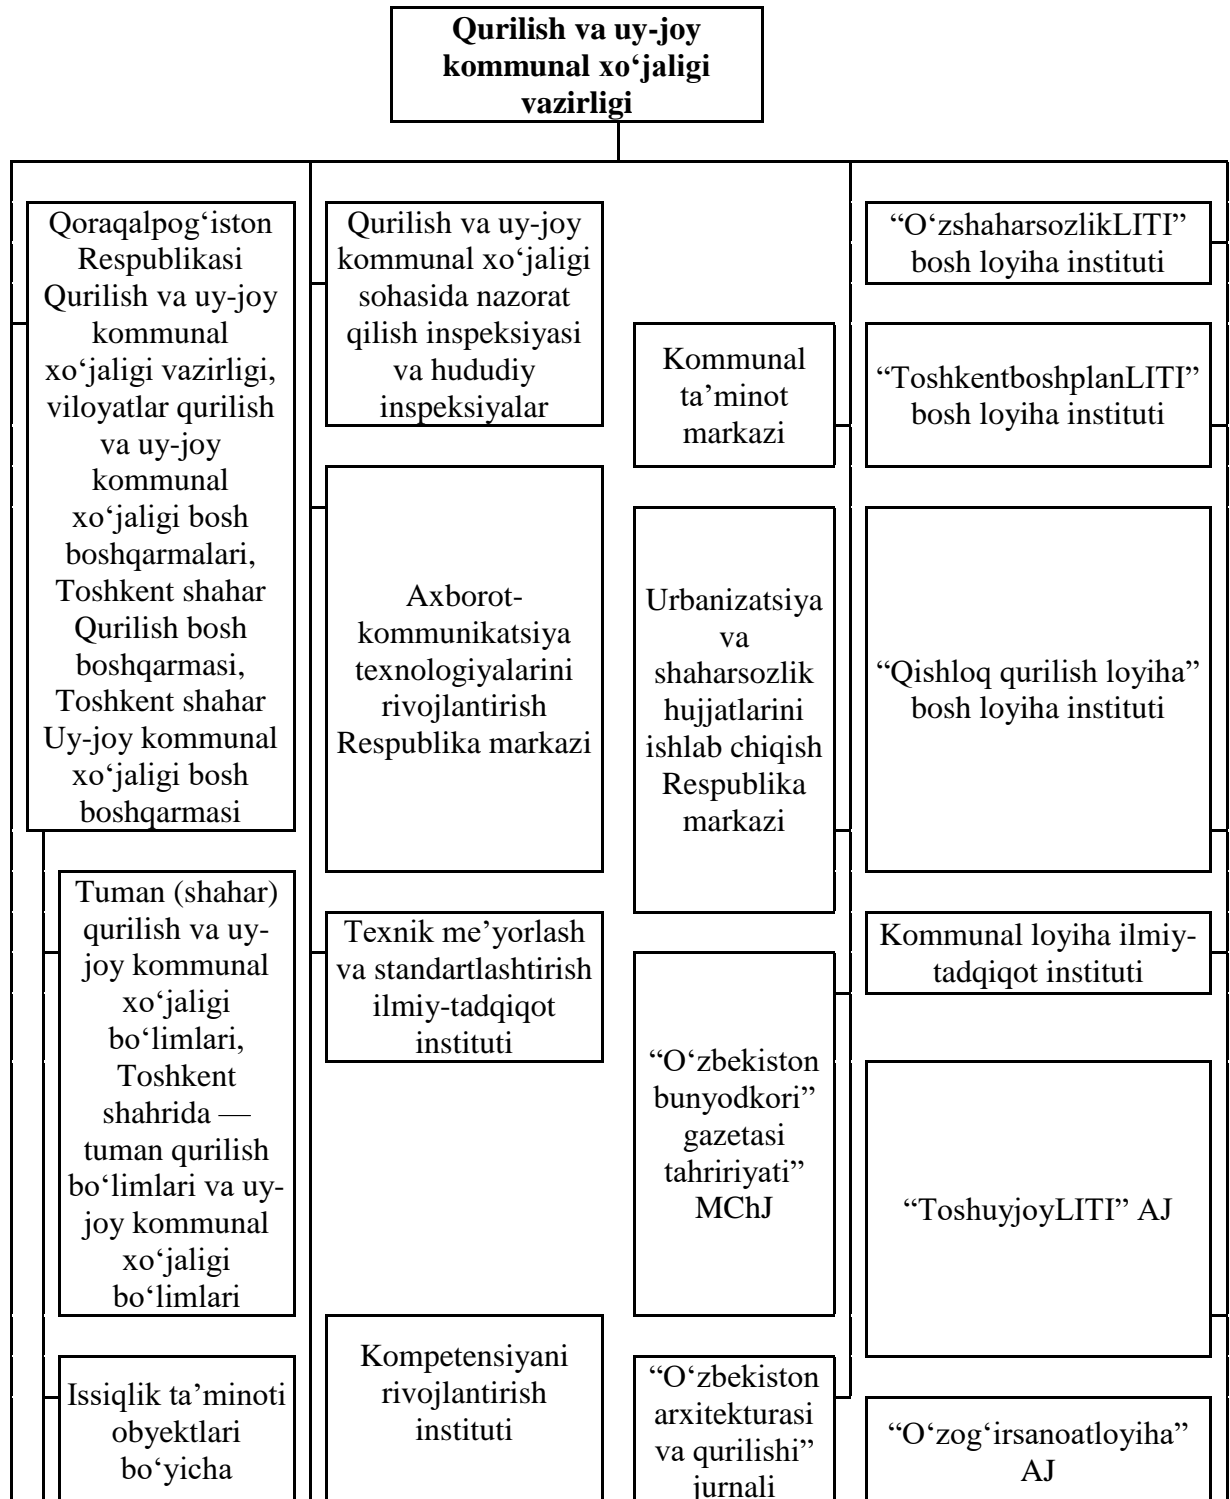 Qurilish va uy-joy
kommunal xo‘jaligi
vazirligi
Qoraqalpog‘iston
Respublikasi
Qurilish va uy-joy
kommunal
xo‘jaligi vazirligi,
viloyatlar qurilish
va uy-joy
kommunal
xo‘jaligi bosh
boshqarmalari,
Toshkent shahar
Qurilish bosh
boshqarmasi,
Toshkent shahar
Uy-joy kommunal
xo‘jaligi bosh
boshqarmasi
Tuman (shahar)
qurilish va uy-
joy kommunal
xo‘jaligi
bo‘limlari,
Toshkent
shahrida —
tuman qurilish
bo‘limlari va uy-
joy kommunal
xo‘jaligi
bo‘limlari
Issiqlik ta’minoti
obyektlari
bo‘yicha
Qurilish va uy-joy
kommunal xo‘jaligi
sohasida nazorat
qilish inspeksiyasi
va hududiy
inspeksiyalar
Axborot-
kommunikatsiya
texnologiyalarini
rivojlantirish
Respublika markazi
Texnik me’yorlash
va standartlashtirish
ilmiy-tadqiqot
instituti
Kompetensiyani
rivojlantirish
instituti
Kommunal
ta’minot
markazi
Urbanizatsiya
va
shaharsozlik
hujjatlarini
ishlab chiqish
Respublika
markazi
“O‘zbekiston
bunyodkori”
gazetasi
tahririyati”
MChJ
“O‘zbekiston
arxitekturasi
va qurilishi”
jurnali
“O‘zshaharsozlikLITI”
bosh loyiha instituti
“ToshkentboshplanLITI”
bosh loyiha instituti
“Qishloq qurilish loyiha”
bosh loyiha instituti
Kommunal loyiha ilmiy-
tadqiqot instituti
“ToshuyjoyLITI” AJ
“O‘zog‘irsanoatloyiha”
AJ